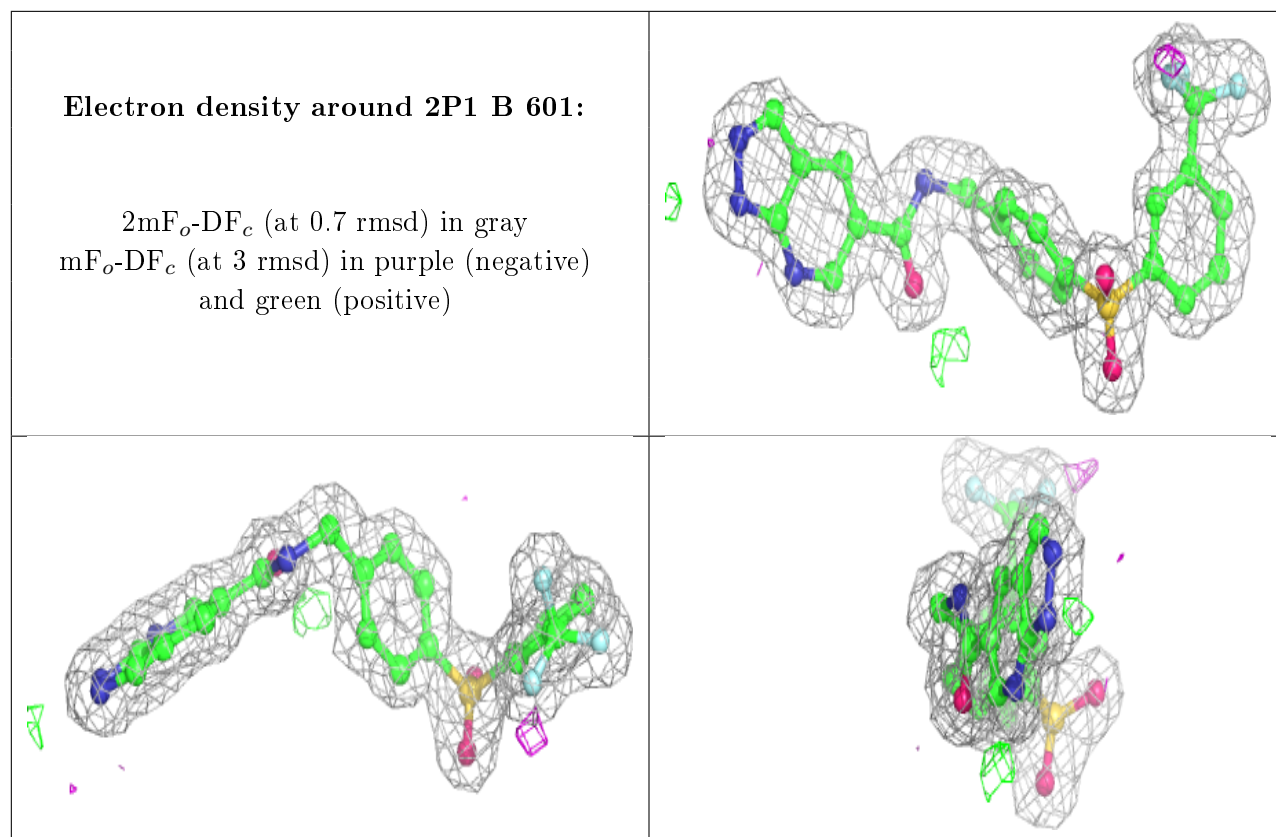 Electron density around 2P1 B 601:
2mFₒ-DF𝒸 (at 0.7 rmsd) in gray
mFₒ-DF𝒸 (at 3 rmsd) in purple (negative)
and green (positive)